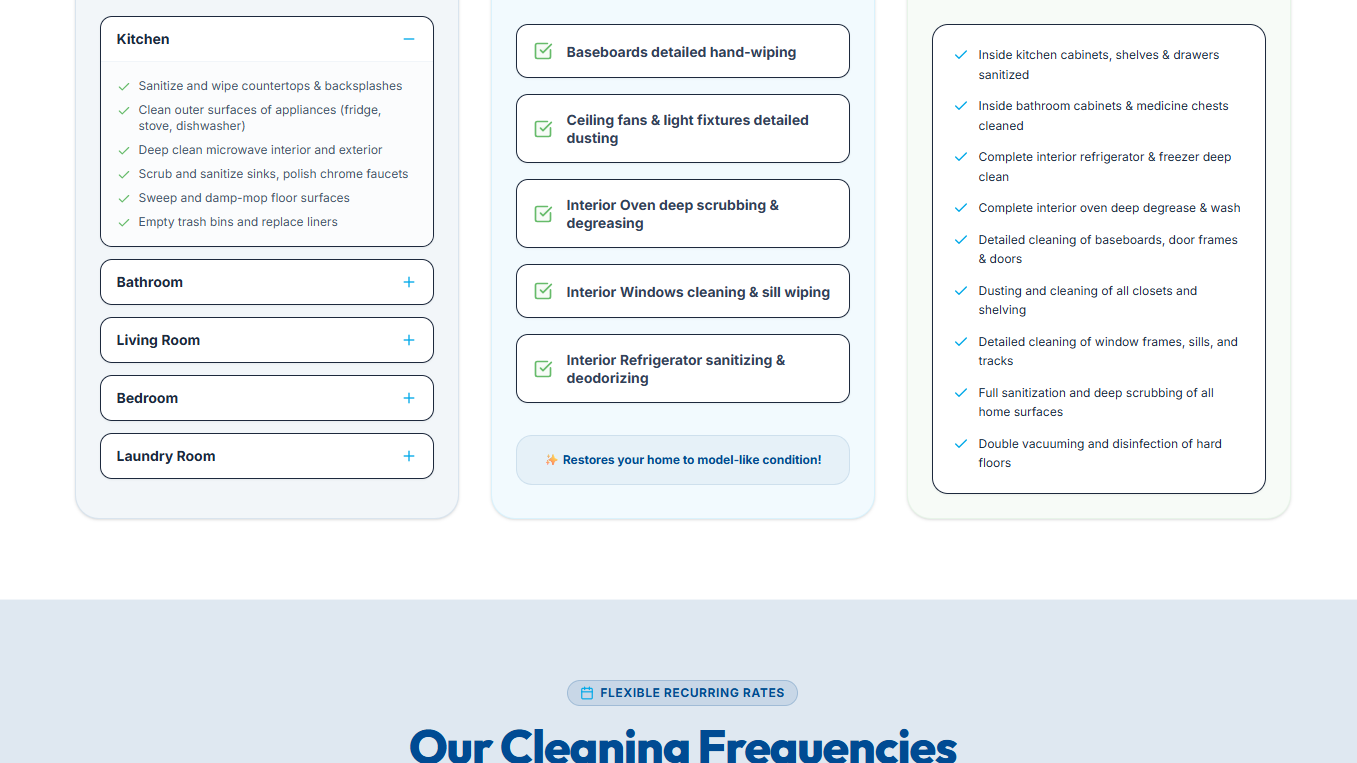 Kitchen
Sanitize and wipe countertops & backsplashes
Clean outer surfaces of appliances (fridge,
stove, dishwasher)
Deep clean microwave interior and exterior
Scrub and sanitize sinks, polish chrome faucets
Sweep and damp-mop floor surfaces
Empty trash bins and replace liners
Bathroom
Living Room
Bedroom
Laundry Room
Baseboards detailed hand-wiping
Ceiling fans & light fixtures detailed
dusting
Interior Oven deep scrubbing &
degreasing
Interior Windows cleaning & sill wiping
Interior Refrigerator sanitizing &
deodorizing
✨ Restores your home to model-like condition!
Inside kitchen cabinets, shelves & drawers
sanitized
Inside bathroom cabinets & medicine chests
cleaned
Complete interior refrigerator & freezer deep
clean
Complete interior oven deep degrease & wash
Detailed cleaning of baseboards, door frames
& doors
Dusting and cleaning of all closets and
shelving
Detailed cleaning of window frames, sills, and
tracks
Full sanitization and deep scrubbing of all
home surfaces
Double vacuuming and disinfection of hard
floors
FLEXIBLE RECURRING RATES
Our Cleaning Frequencies